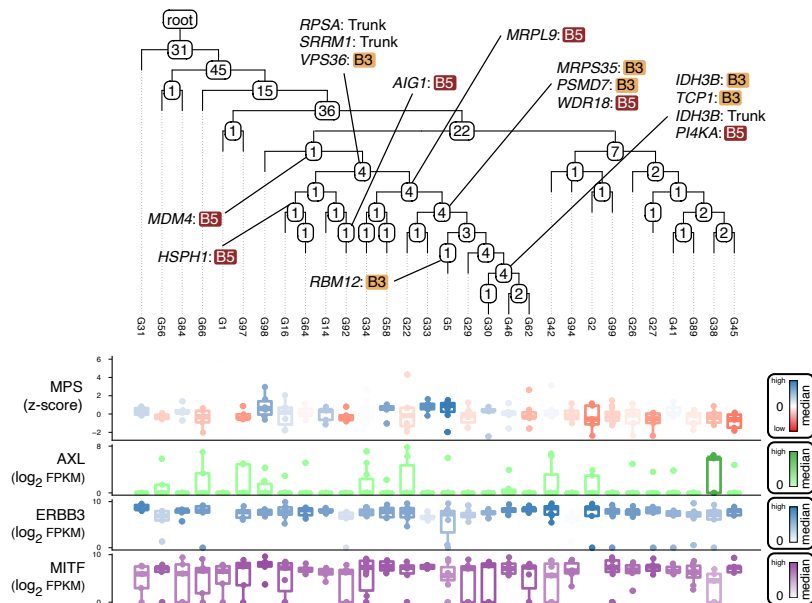 root
RPSA: Trunk
SRRM1: Trunk
VPS36: B3
MRPL9: B5
AIG1: B5
MRPS35: B3
PSMD7: B3
WDR18: B5
IDH3B: B3
TCP1: B3
IDH3B: Trunk
PI4KA: B5
31
45
1 15
36
1 22
1 7
4 1 2
1 4 1 1
1 1 1 4 1 2
1 1 1 1 1 3 1 2
1 4
4
1 2
MDM4: B5
HSPH1: B5
RBM12: B3
G31 G56 G84 G66 G1 G97 G98 G16 G64 G14 G92 G34 G58 G22 G33 G5 G29 G30 G46 G62 G42 G94 G2 G99 G26 G27 G41 G89 G38 G45
MPS
(z-score)
6
4
2
0
−2
high
0
low
median
AXL
(log2 FPKM)
8
0
high
0
median
ERBB3
(log2 FPKM)
10
0
high
0
median
MITF
(log2 FPKM)
10
0
high
0
median